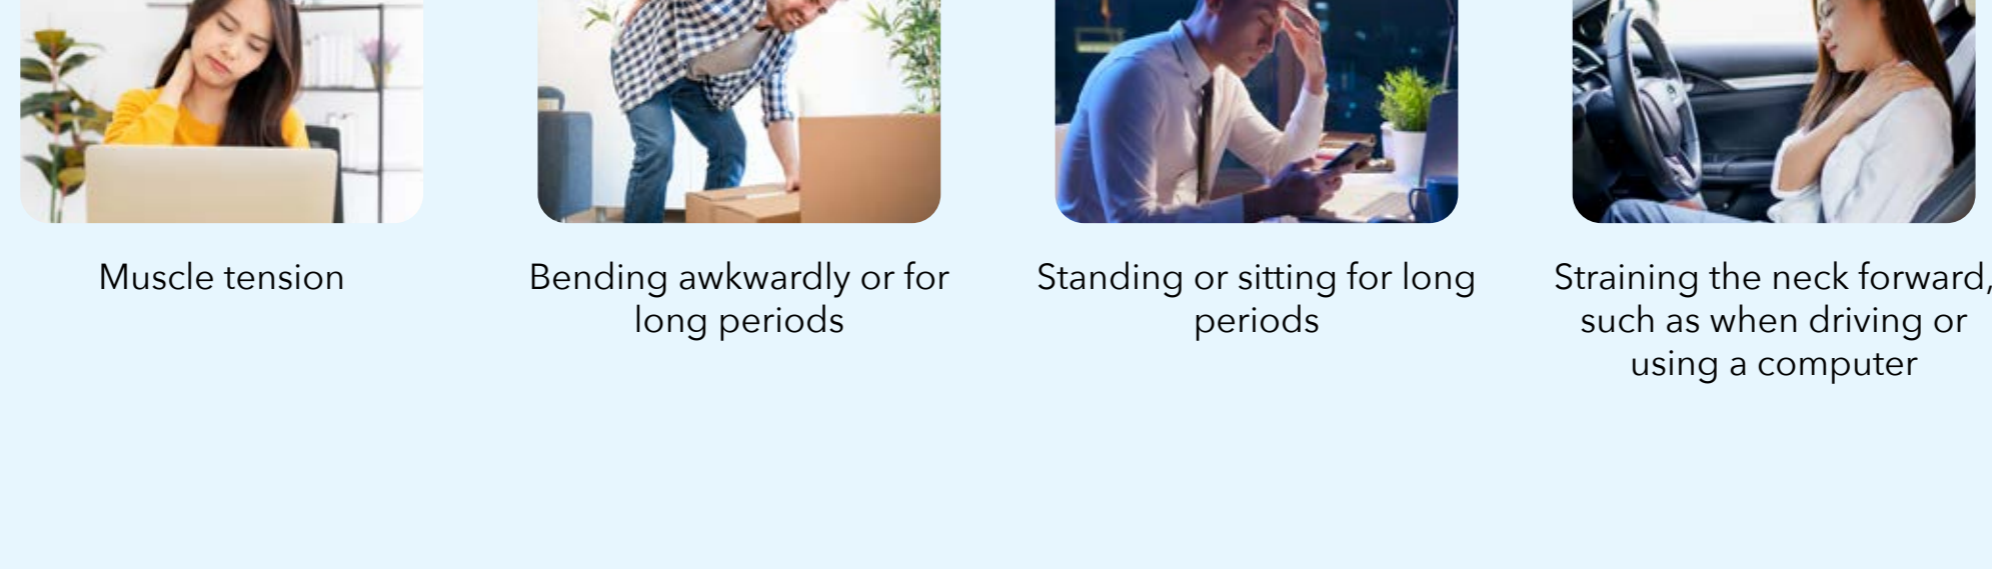 Muscle tension
Bending awkwardly or for
long periods
Standing or sitting for long
periods
Straining the neck forward,
such as when driving or
using a computer